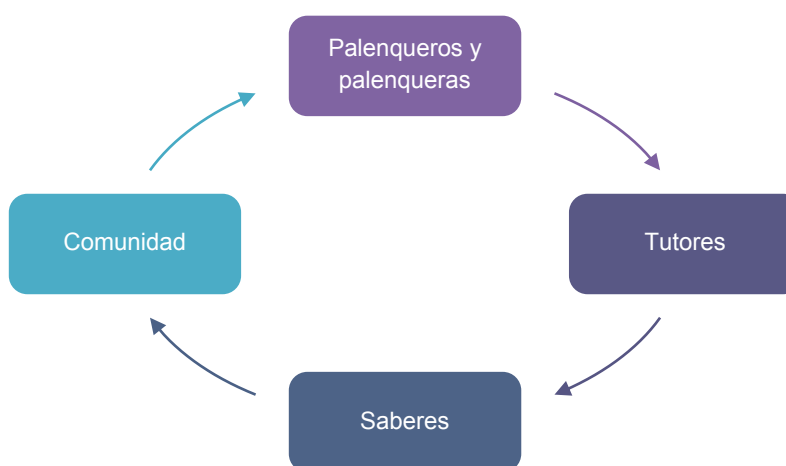 Palenqueros y
palenqueras
Tutores
Saberes
Comunidad